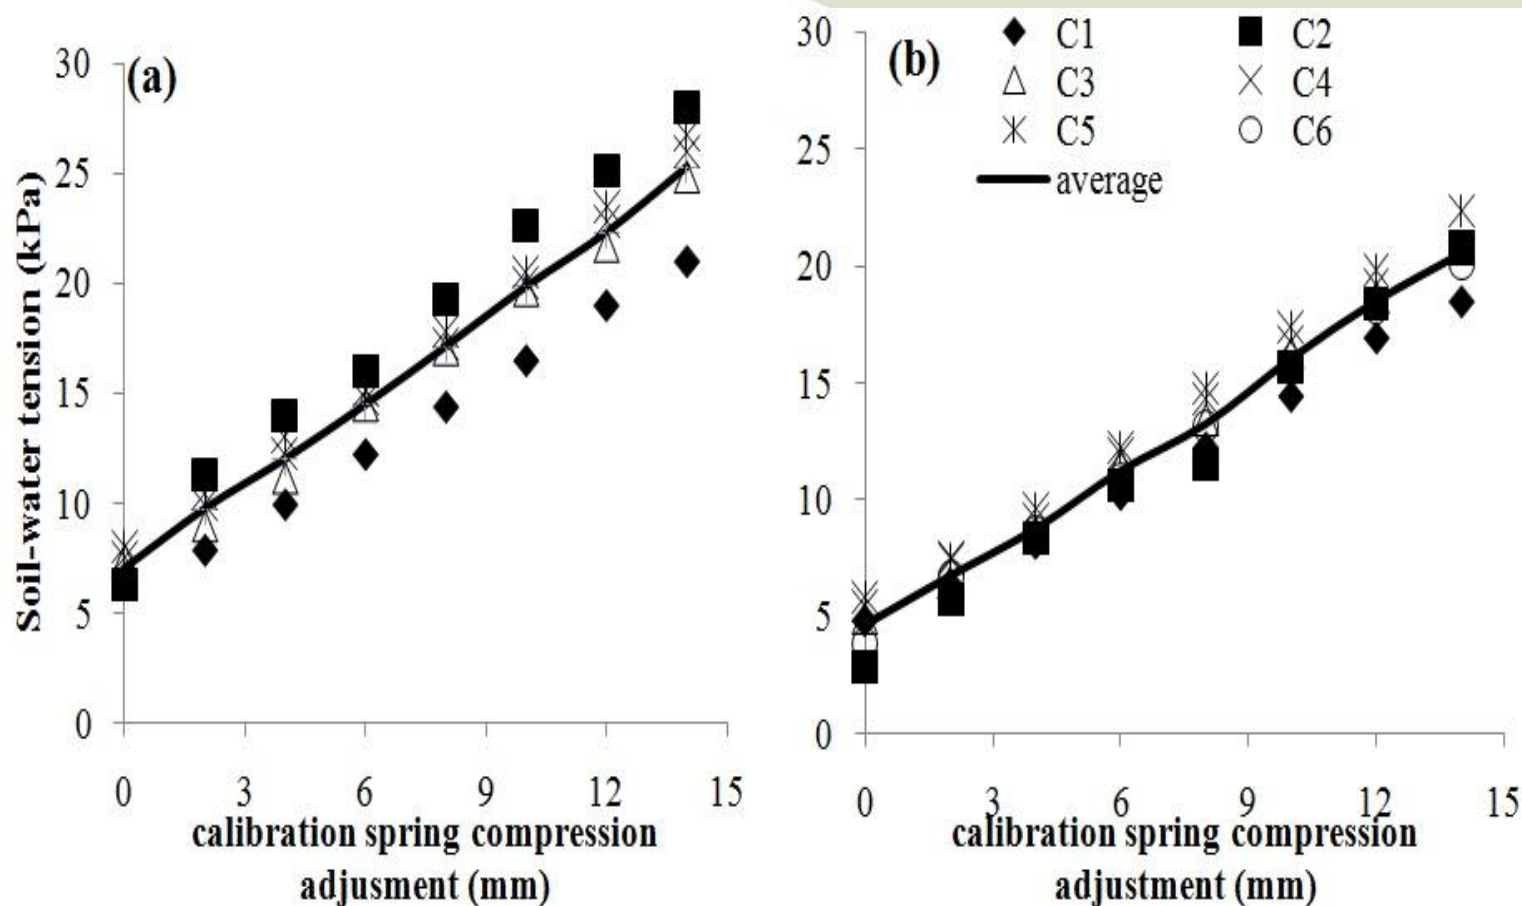 (a)
30
25
20
15
10
5
0
0 3 6 9 12 15
Soil-water tension (kPa)
calibration spring compression
adjusment (mm)
(b)
C1 C2
C3 C4
C5 C6
average
30
25
20
15
10
5
0
0 3 6 9 12 15
calibration spring compression
adjustment (mm)